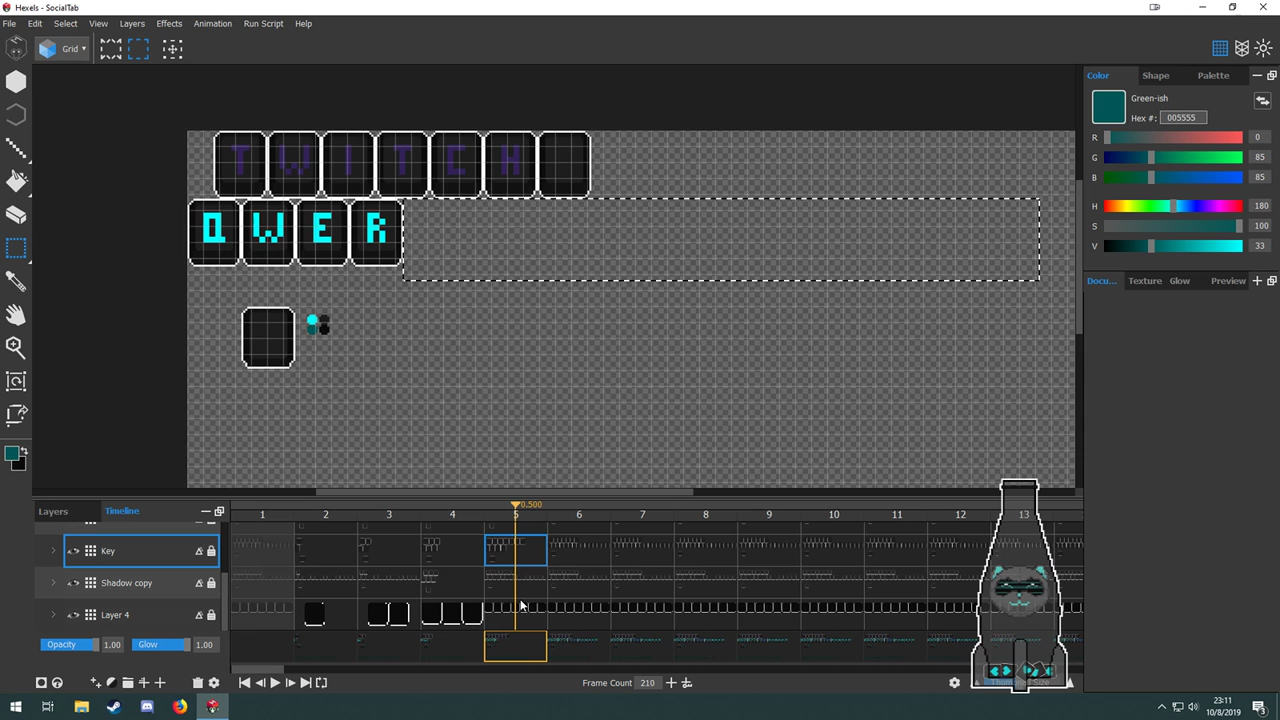 Hexels - SocialTab
File Edit Select View Layers Effects Animation Run Script Help
Grid
Color Shape Palette
Green-ish
Hex #: 005555
R 0
G 85
B 85
H 180
S 100
V 33
Docu... Texture Glow Preview
TWITCH
QWER
Layers Timeline
0.500
1 2 3 4 5 6 7 8 9 10 11 12 13
Key
Shadow copy
Layer 4
Opacity 1.00 Glow 1.00
Frame Count 210
Size
23:11
10/8/2019
3